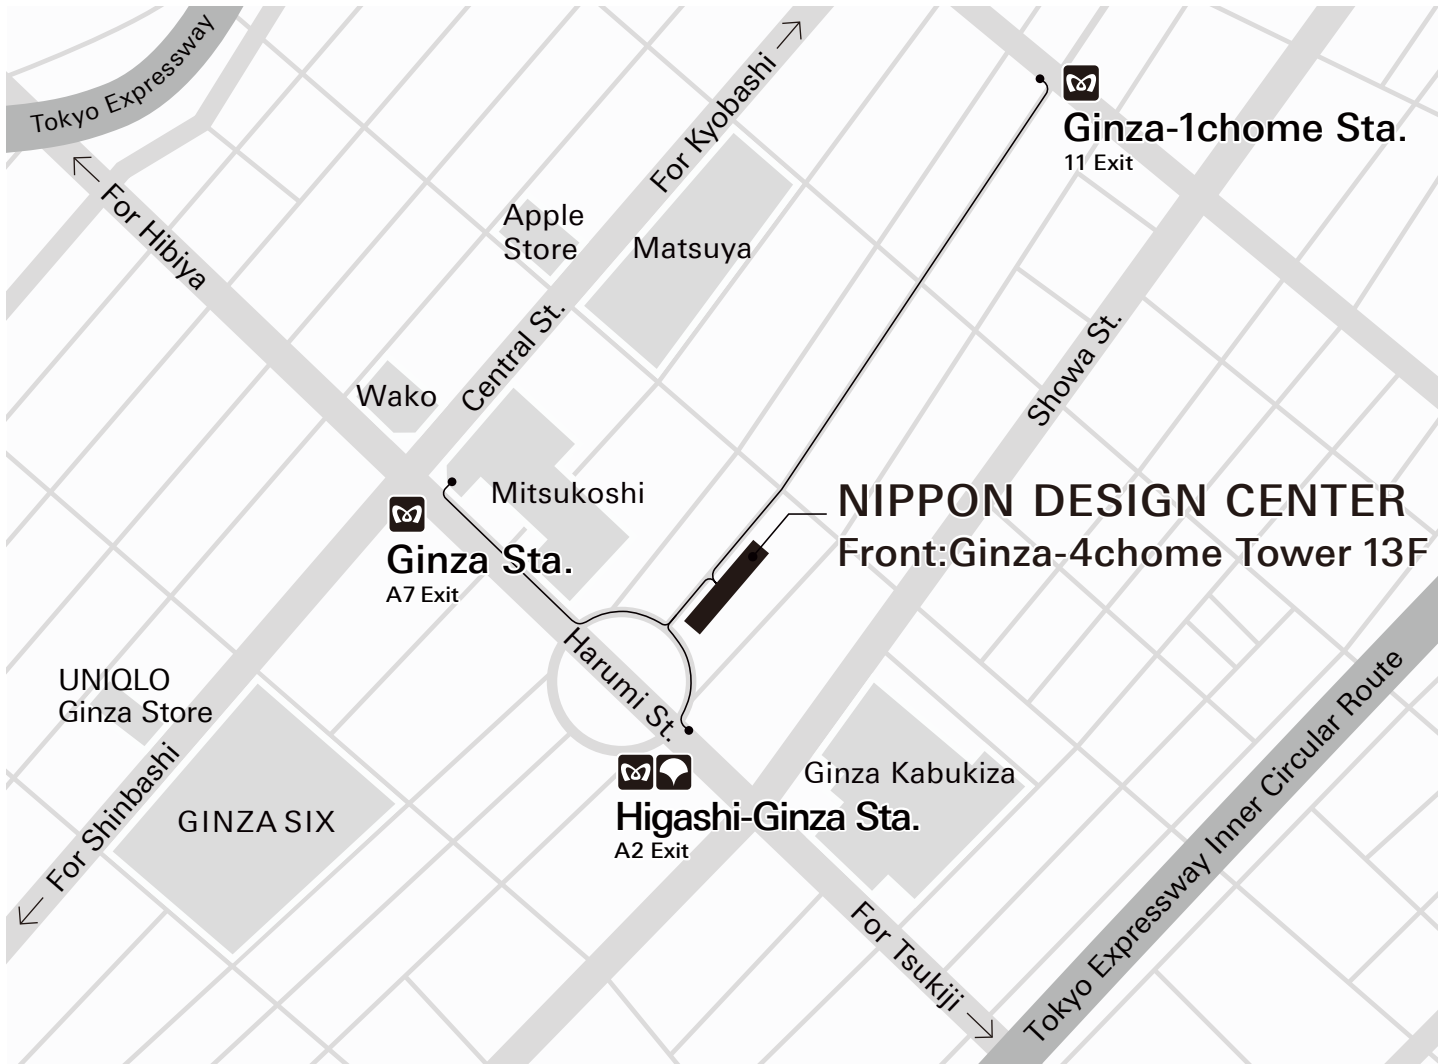 Tokyo Expressway
For Kyobashi
Ginza-1chome Sta.
11 Exit
For Hibiya
Apple
Store
Matsuya
Central St.
Showa St.
Wako
Mitsukoshi
NIPPON DESIGN CENTER
Front:Ginza-4chome Tower 13F
Ginza Sta.
A7 Exit
Harumi St.
UNIQLO
Ginza Store
Ginza Kabukiza
Tokyo Expressway Inner Circular Route
For Shinbashi
GINZA SIX
Higashi-Ginza Sta.
A2 Exit
For Tsukiji